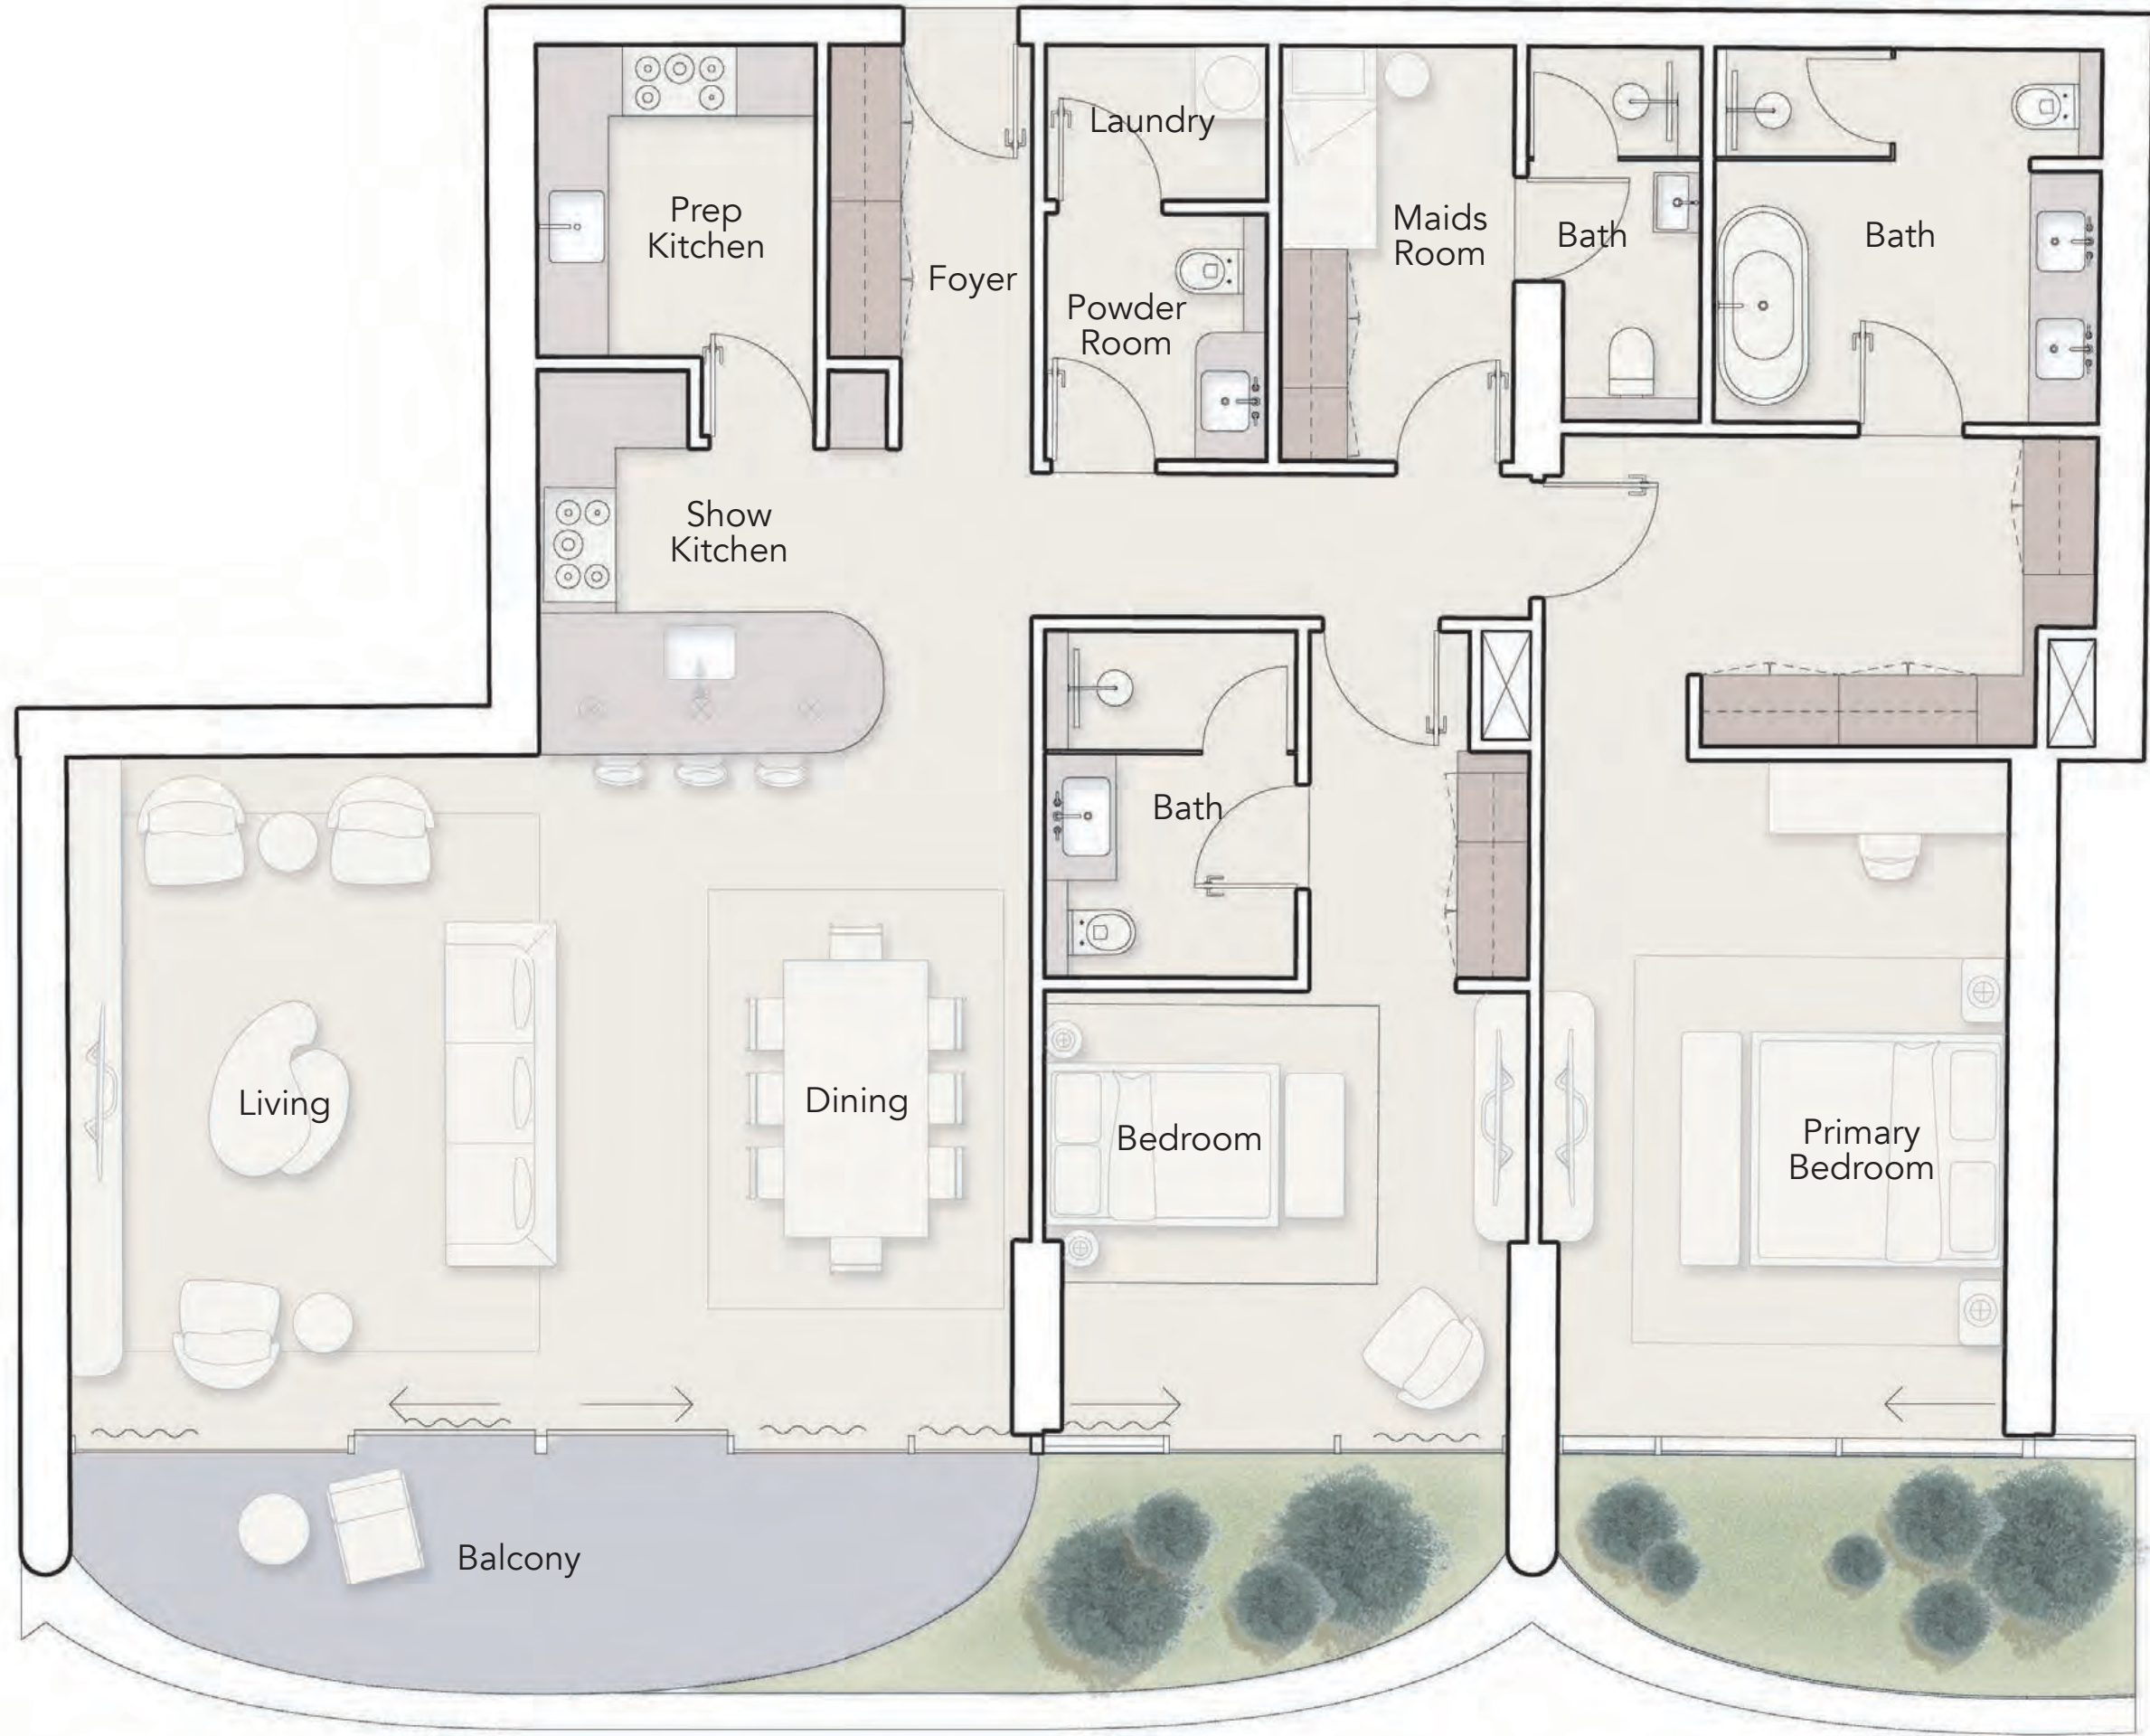 Laundry
Prep
Kitchen
Foyer
Powder
Room
Maids
Room
Bath
Bath
Show
Kitchen
Bath
Living
Dining
Bedroom
Primary
Bedroom
Balcony